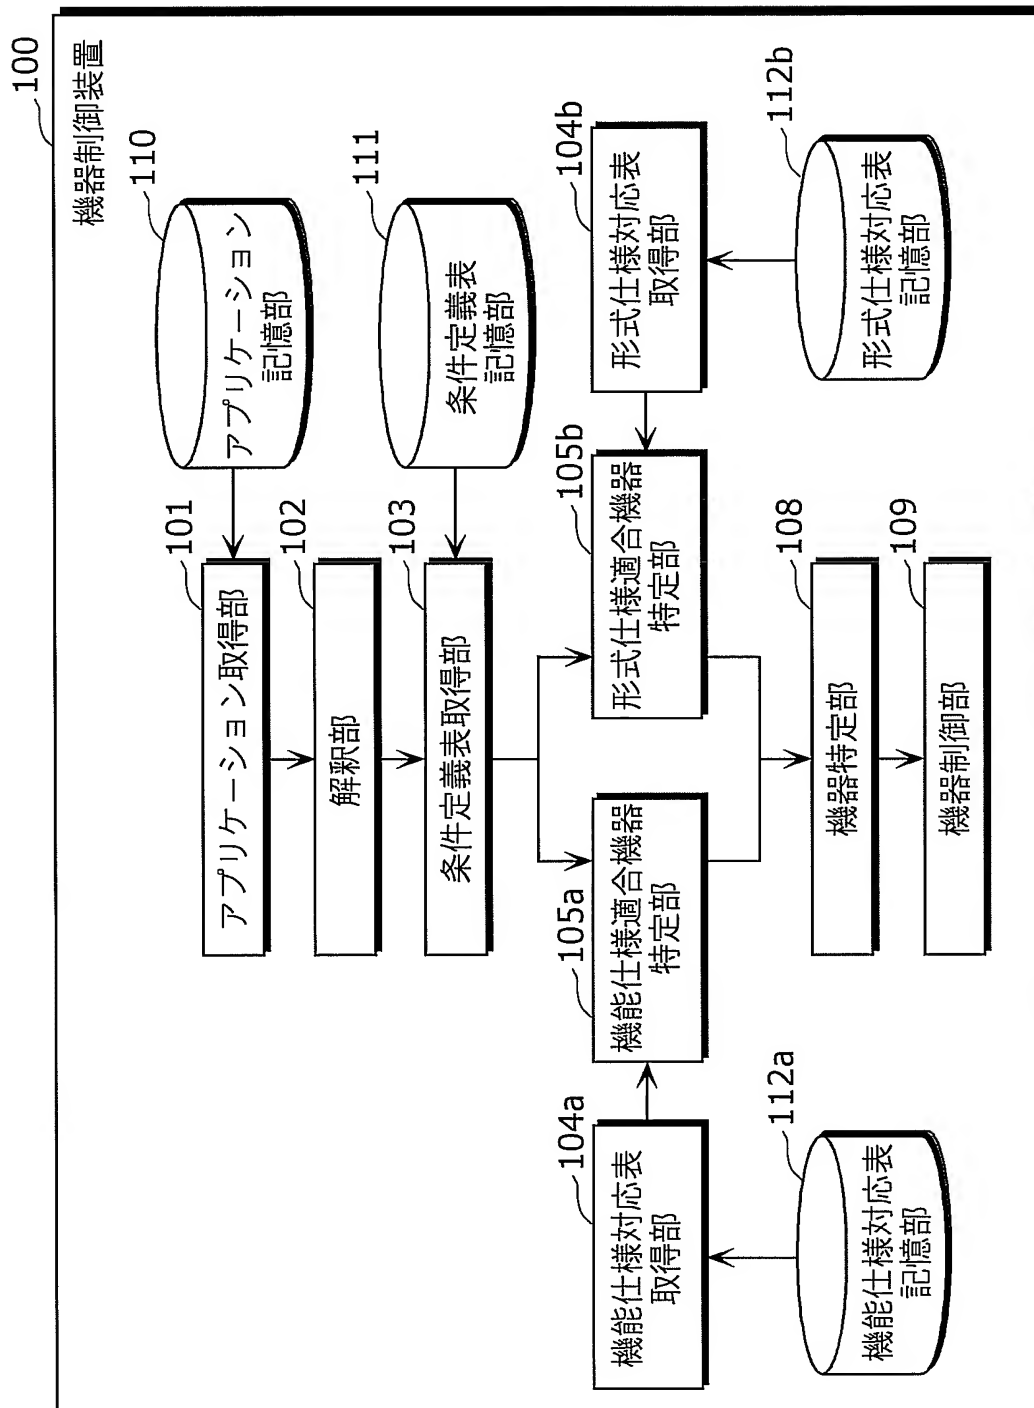 100
機器制御装置
110
アプリケーション
記憶部
101
アプリケーション取得部
102
解釈部
111
条件定義表
記憶部
103
条件定義表取得部
104a
機能仕様対応表
取得部
105a
機能仕様適合機器
特定部
105b
形式仕様適合機器
特定部
104b
形式仕様対応表
取得部
112a
機能仕様対応表
記憶部
108
機器特定部
109
機器制御部
112b
形式仕様対応表
記憶部